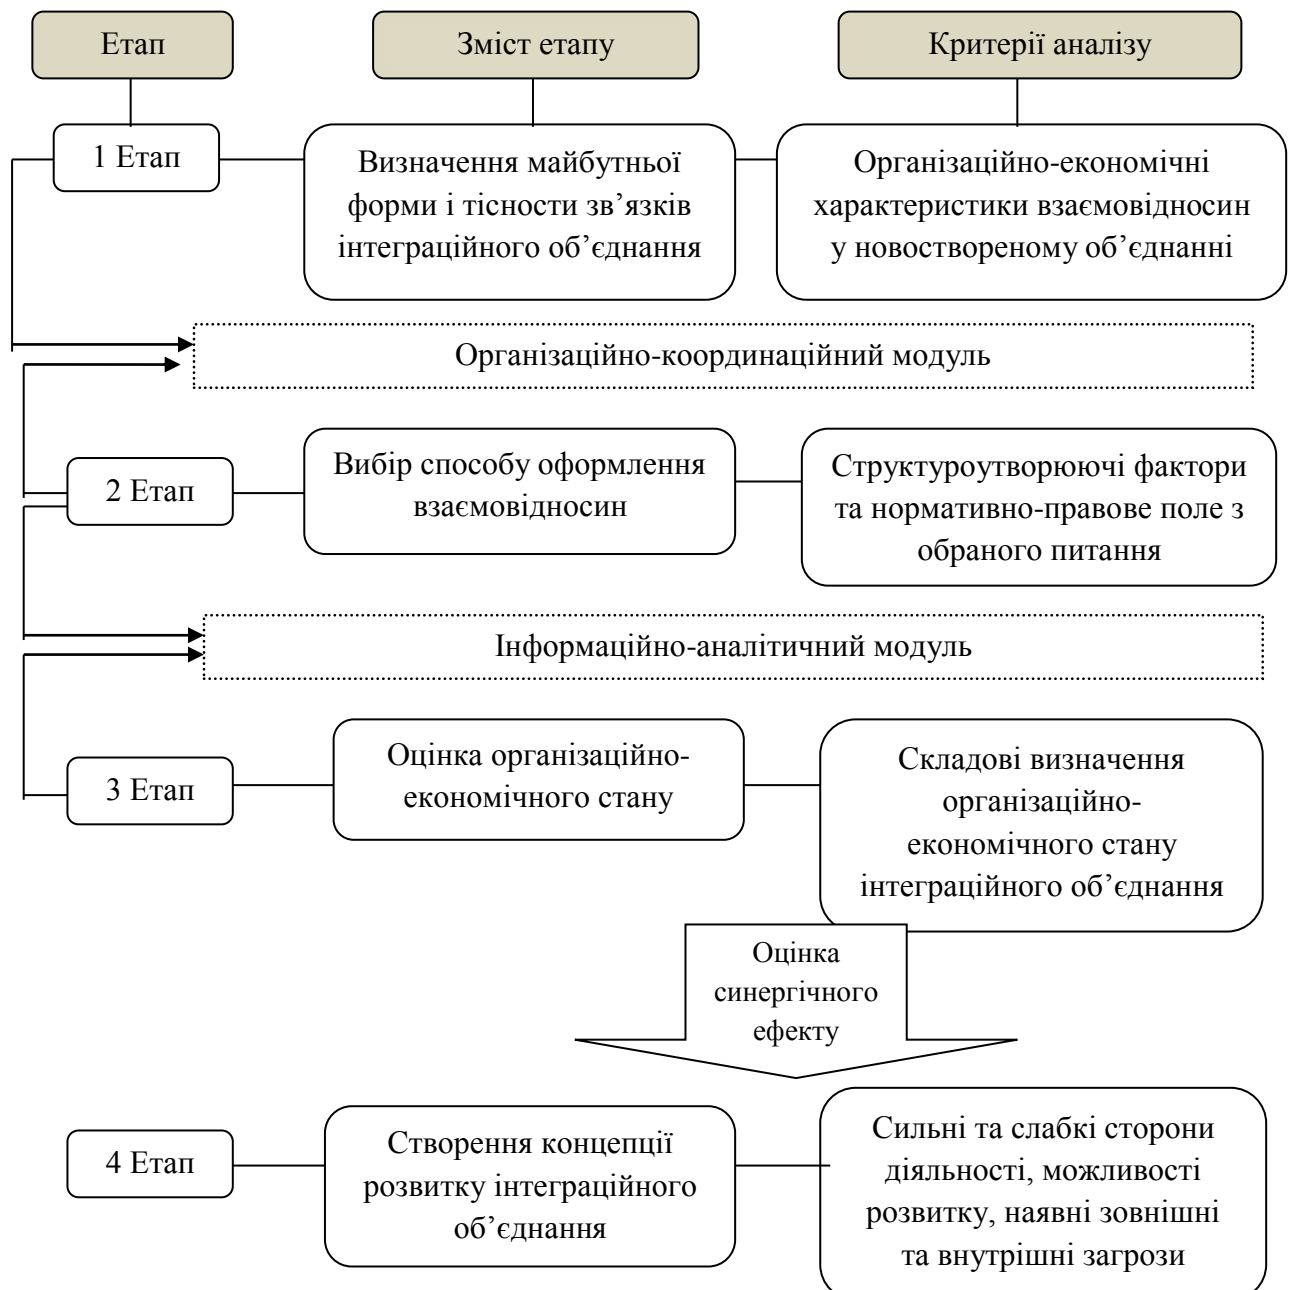 Етап
Зміст етапу
Критерії аналізу
1 Етап
Визначення майбутньої
форми і тісности зв’язків
інтеграційного об’єднання
Організаційно-економічні
характеристики взаємовідносин
у новоствореному об’єднанні
Організаційно-координаційний модуль
2 Етап
Вибір способу оформлення
взаємовідносин
Структуроутворюючі фактори
та нормативно-правове поле з
обраного питання
Інформаційно-аналітичний модуль
3 Етап
Оцінка організаційно-
економічного стану
Складові визначення
організаційно-
економічного стану
інтеграційного об’єднання
Оцінка
синергічного
ефекту
4 Етап
Створення концепції
розвитку інтеграційного
об’єднання
Сильні та слабкі сторони
діяльності, можливості
розвитку, наявні зовнішні
та внутрішні загрози